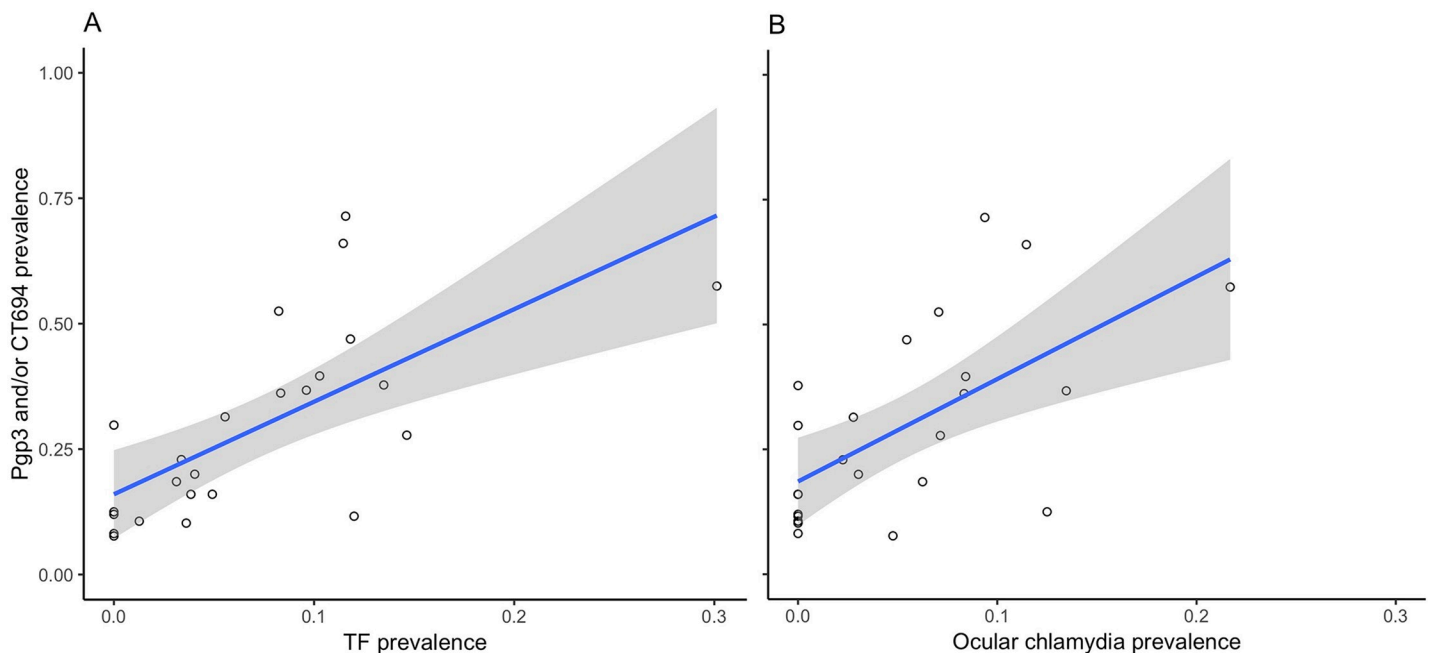 A
B
Pgp3 and/or CT694 prevalence
1.00
0.75
0.50
0.25
0.00
0.0 0.1 0.2 0.3
TF prevalence
0.0 0.1 0.2 0.3
Ocular chlamydia prevalence